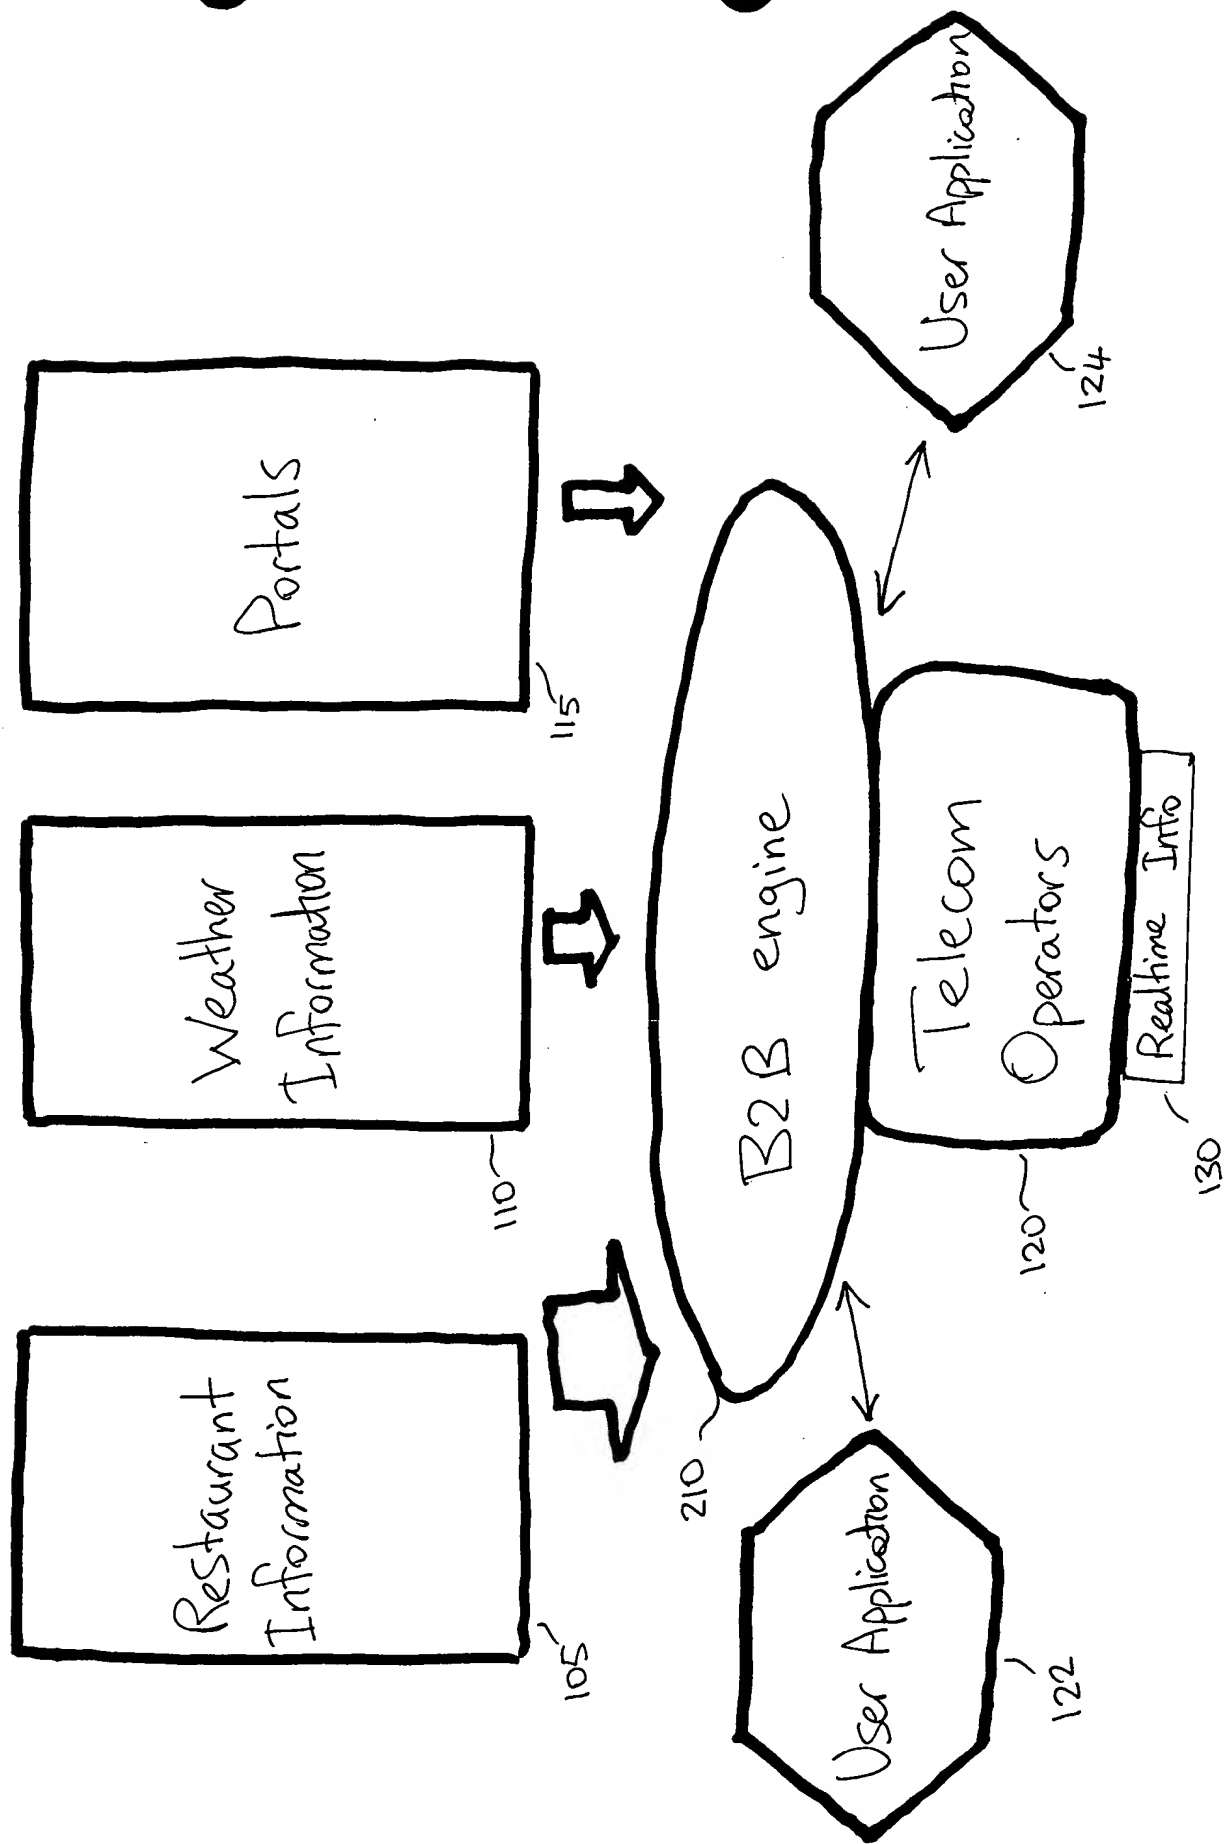 Restaurant
Information
105
Weather
Information
110
Portals
115
B2B engine
210
Telecom
Operators
120
Realtime Info
130
User Application
122
User Application
124